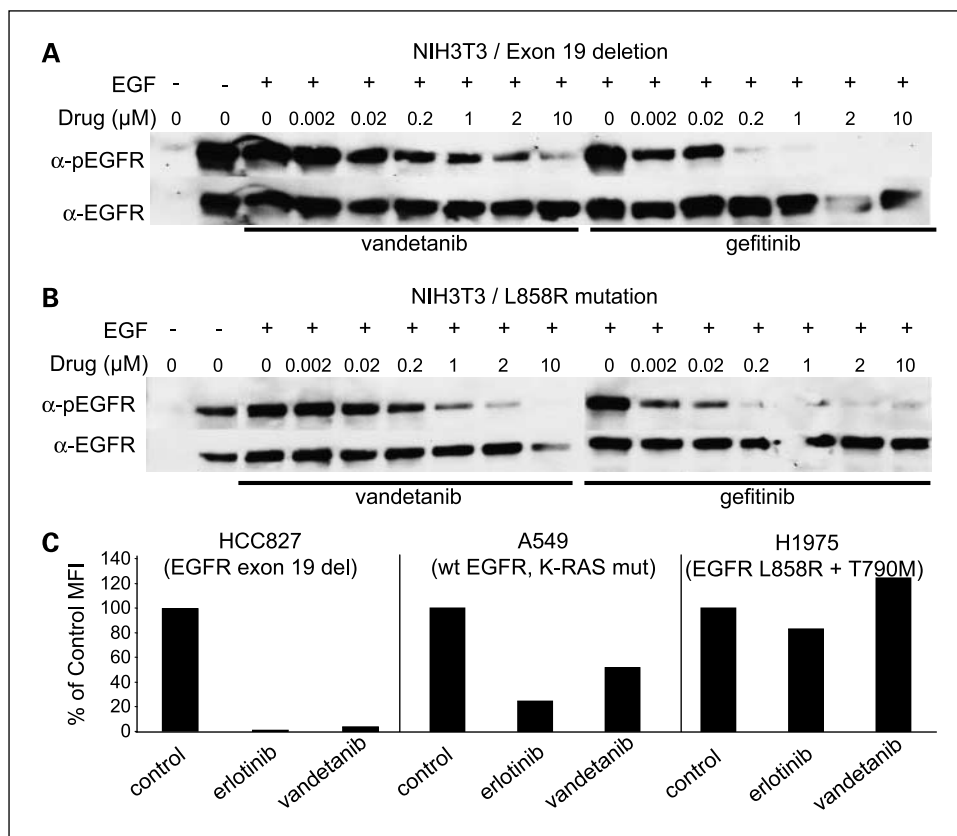 A
NIH3T3 / Exon 19 deletion
EGF - - + + + + + + + + + + + + + +
Drug (μM) 0 0 0 0.002 0.02 0.2 1 2 10 0 0.002 0.02 0.2 1 2 10
α-pEGFR
α-EGFR
vandetanib gefitinib
B
NIH3T3 / L858R mutation
EGF - - + + + + + + + + + + + + + +
Drug (μM) 0 0 0 0.002 0.02 0.2 1 2 10 0 0.002 0.02 0.2 1 2 10
α-pEGFR
α-EGFR
vandetanib gefitinib
C
HCC827 A549 H1975
(EGFR exon 19 del) (wt EGFR, K-RAS mut) (EGFR L858R + T790M)
% of Control MFI
140
120
100
80
60
40
20
0
control erlotinib vandetanib control erlotinib vandetanib control erlotinib vandetanib